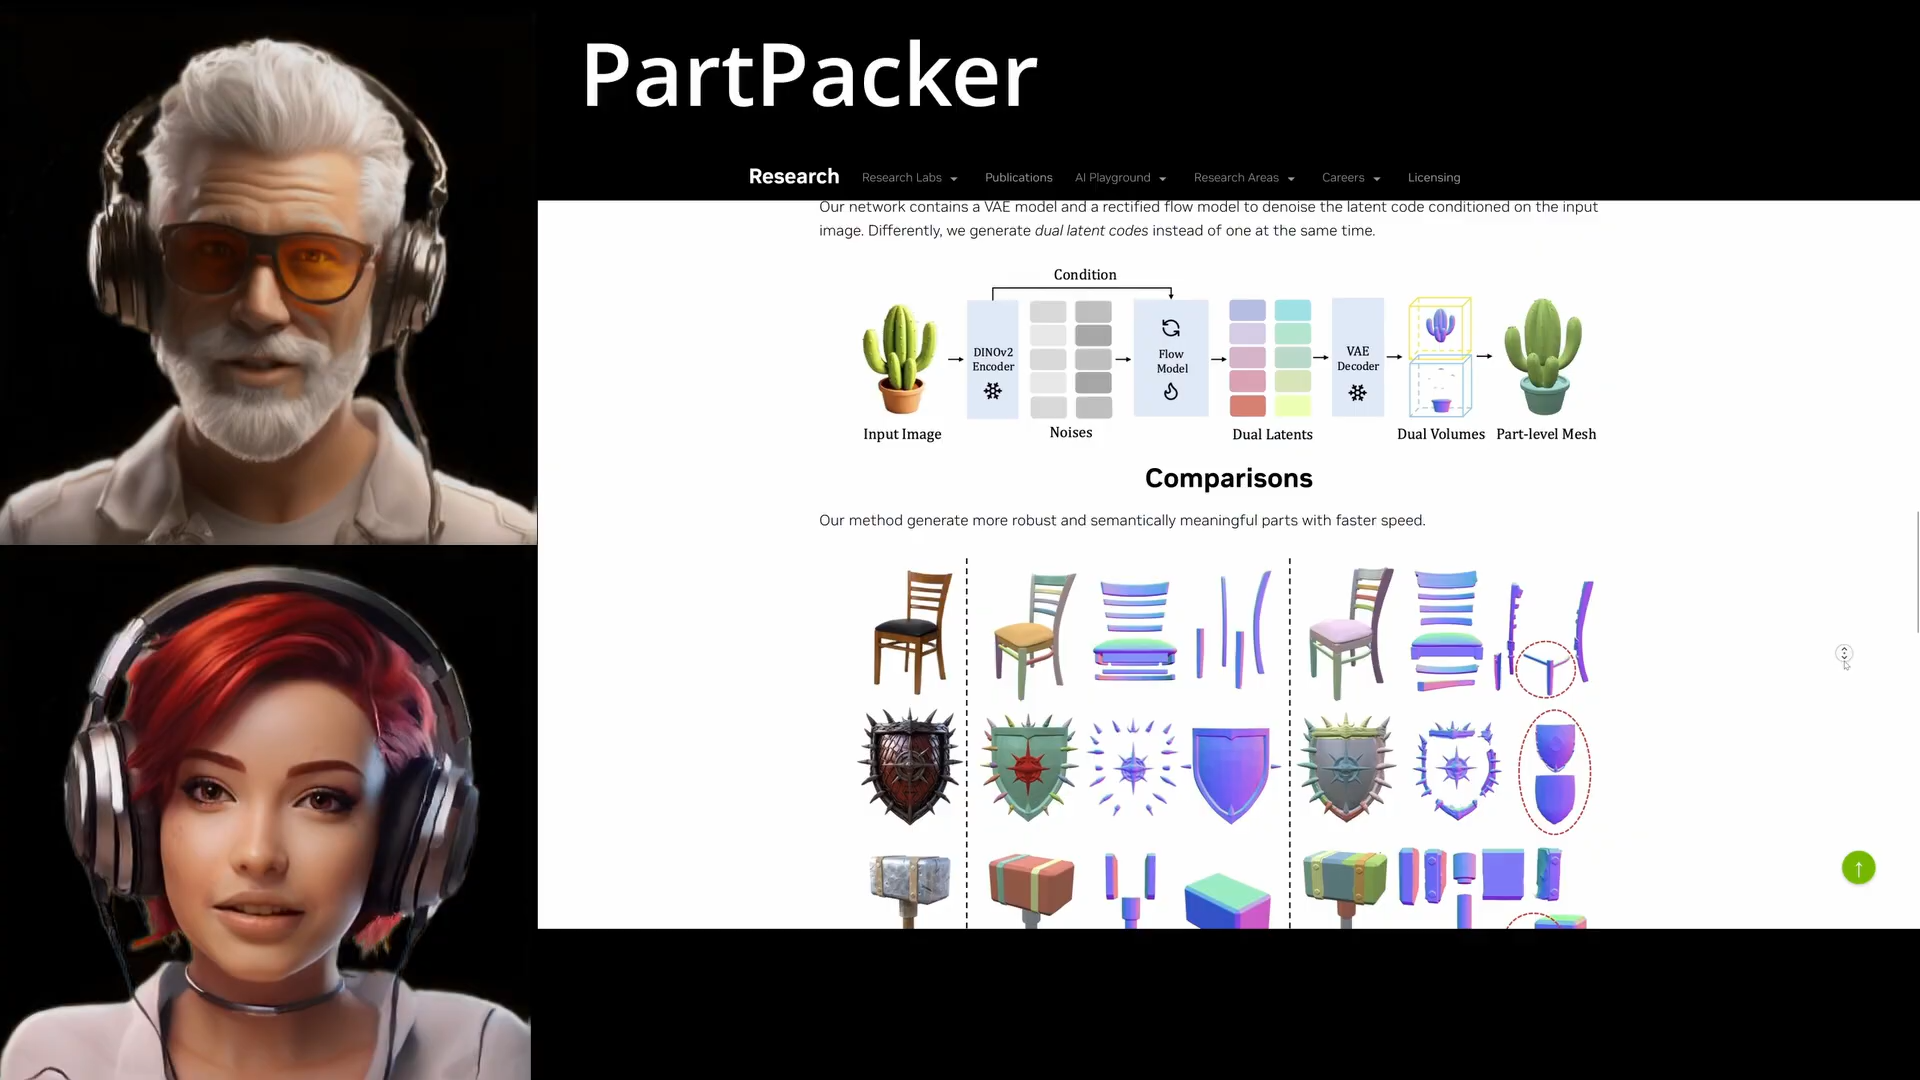 PartPacker
Research Research Labs Publications AI Playground Research Areas Careers Licensing
Our network contains a VAE model and a rectified flow model to denoise the latent code conditioned on the input
image. Differently, we generate dual latent codes instead of one at the same time.
Condition
DINOv2
Encoder
Flow
Model
VAE
Decoder
Input Image
Noises
Dual Latents
Dual Volumes
Part-level Mesh
Comparisons
Our method generate more robust and semantically meaningful parts with faster speed.